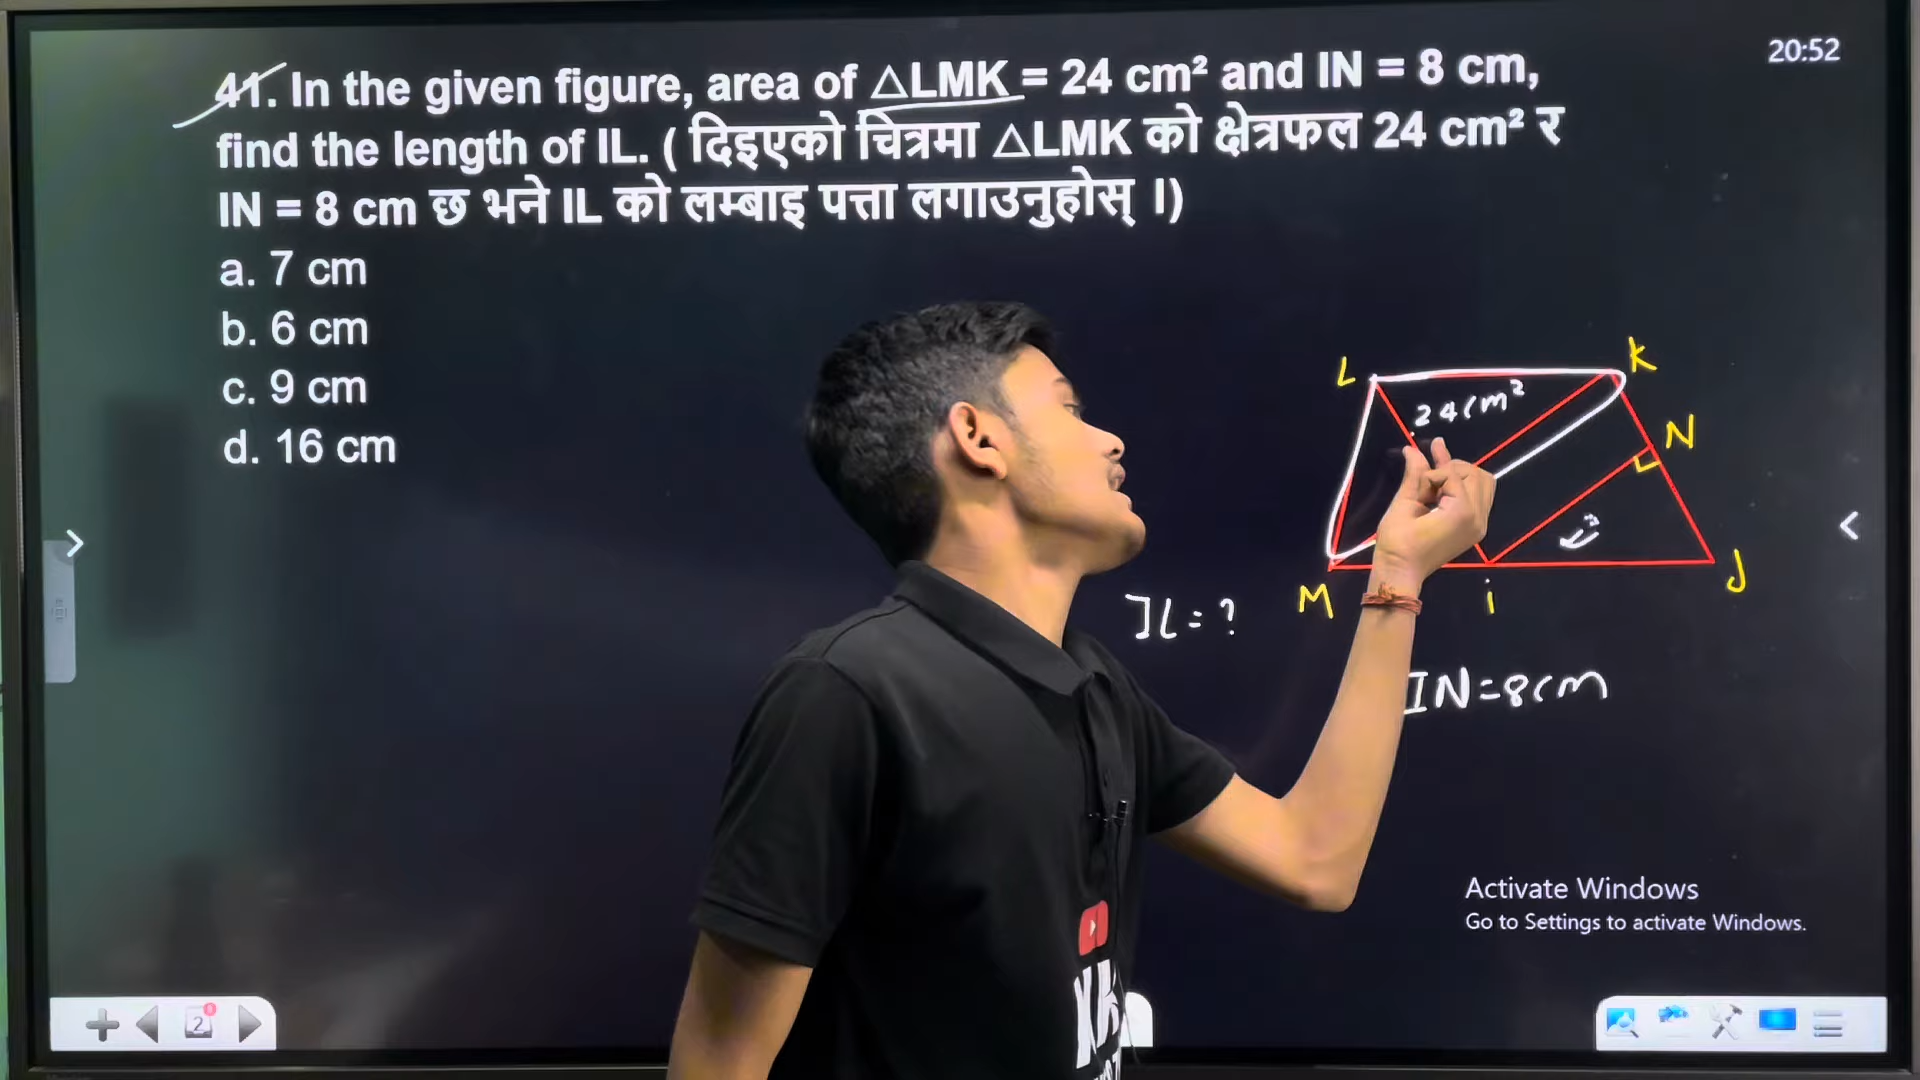 20:52
41. In the given figure, area of △LMK = 24 cm² and IN = 8 cm,
find the length of IL. ( दिइएको चित्रमा △LMK को क्षेत्रफल 24 cm² र
IN = 8 cm छ भने IL को लम्बाइ पत्ता लगाउनुहोस् ।)
a. 7 cm
b. 6 cm
c. 9 cm
d. 16 cm
L
K
24cm²
N
M
i
J
IL = ?
IN=8cm
Activate Windows
Go to Settings to activate Windows.
2